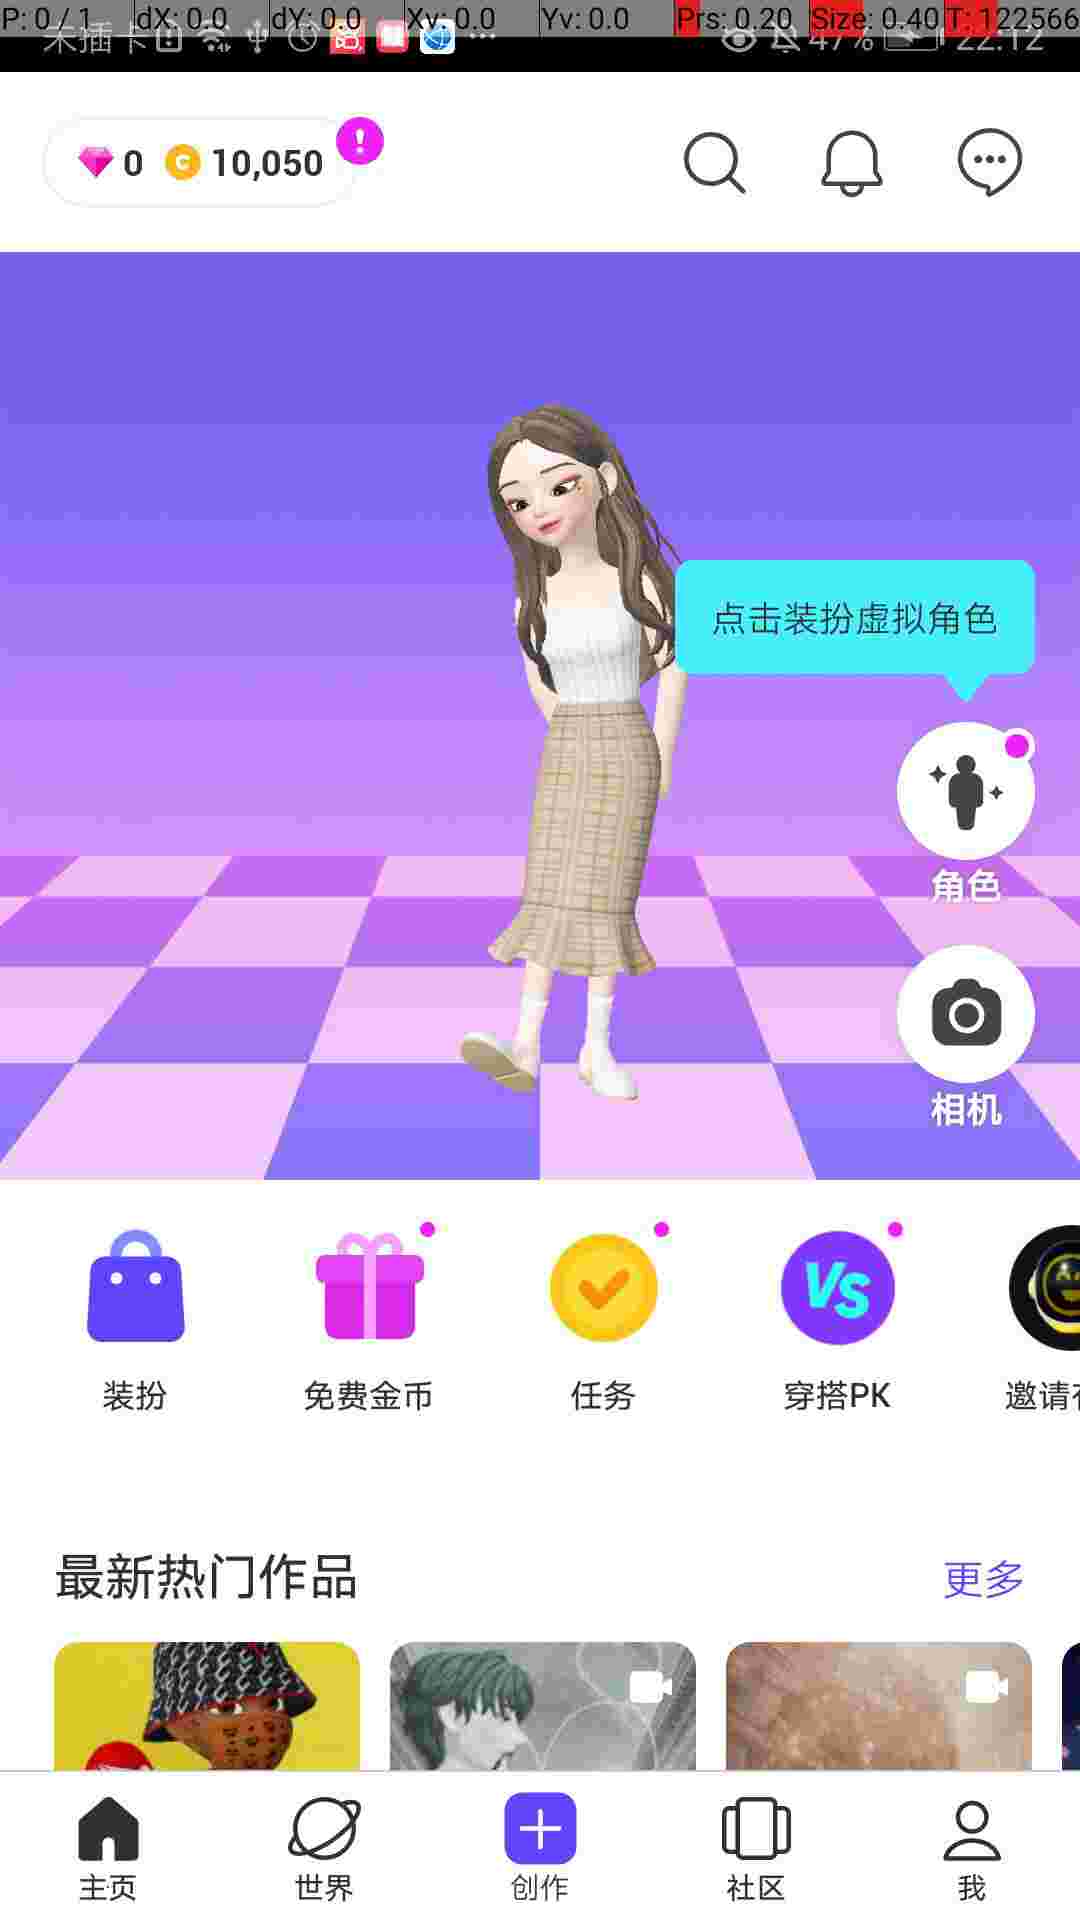 P: 0 / 1 dX: 0.0 dY: 0.0 Xv: 0.0 Yv: 0.0 Prs: 0.20 Size: 0.40 T: 122566
未插卡 47% 22:12
0 C 10,050
点击装扮虚拟角色
角色
相机
VS
装扮 免费金币 任务 穿搭PK 邀请
最新热门作品 更多
主页 世界 创作 社区 我